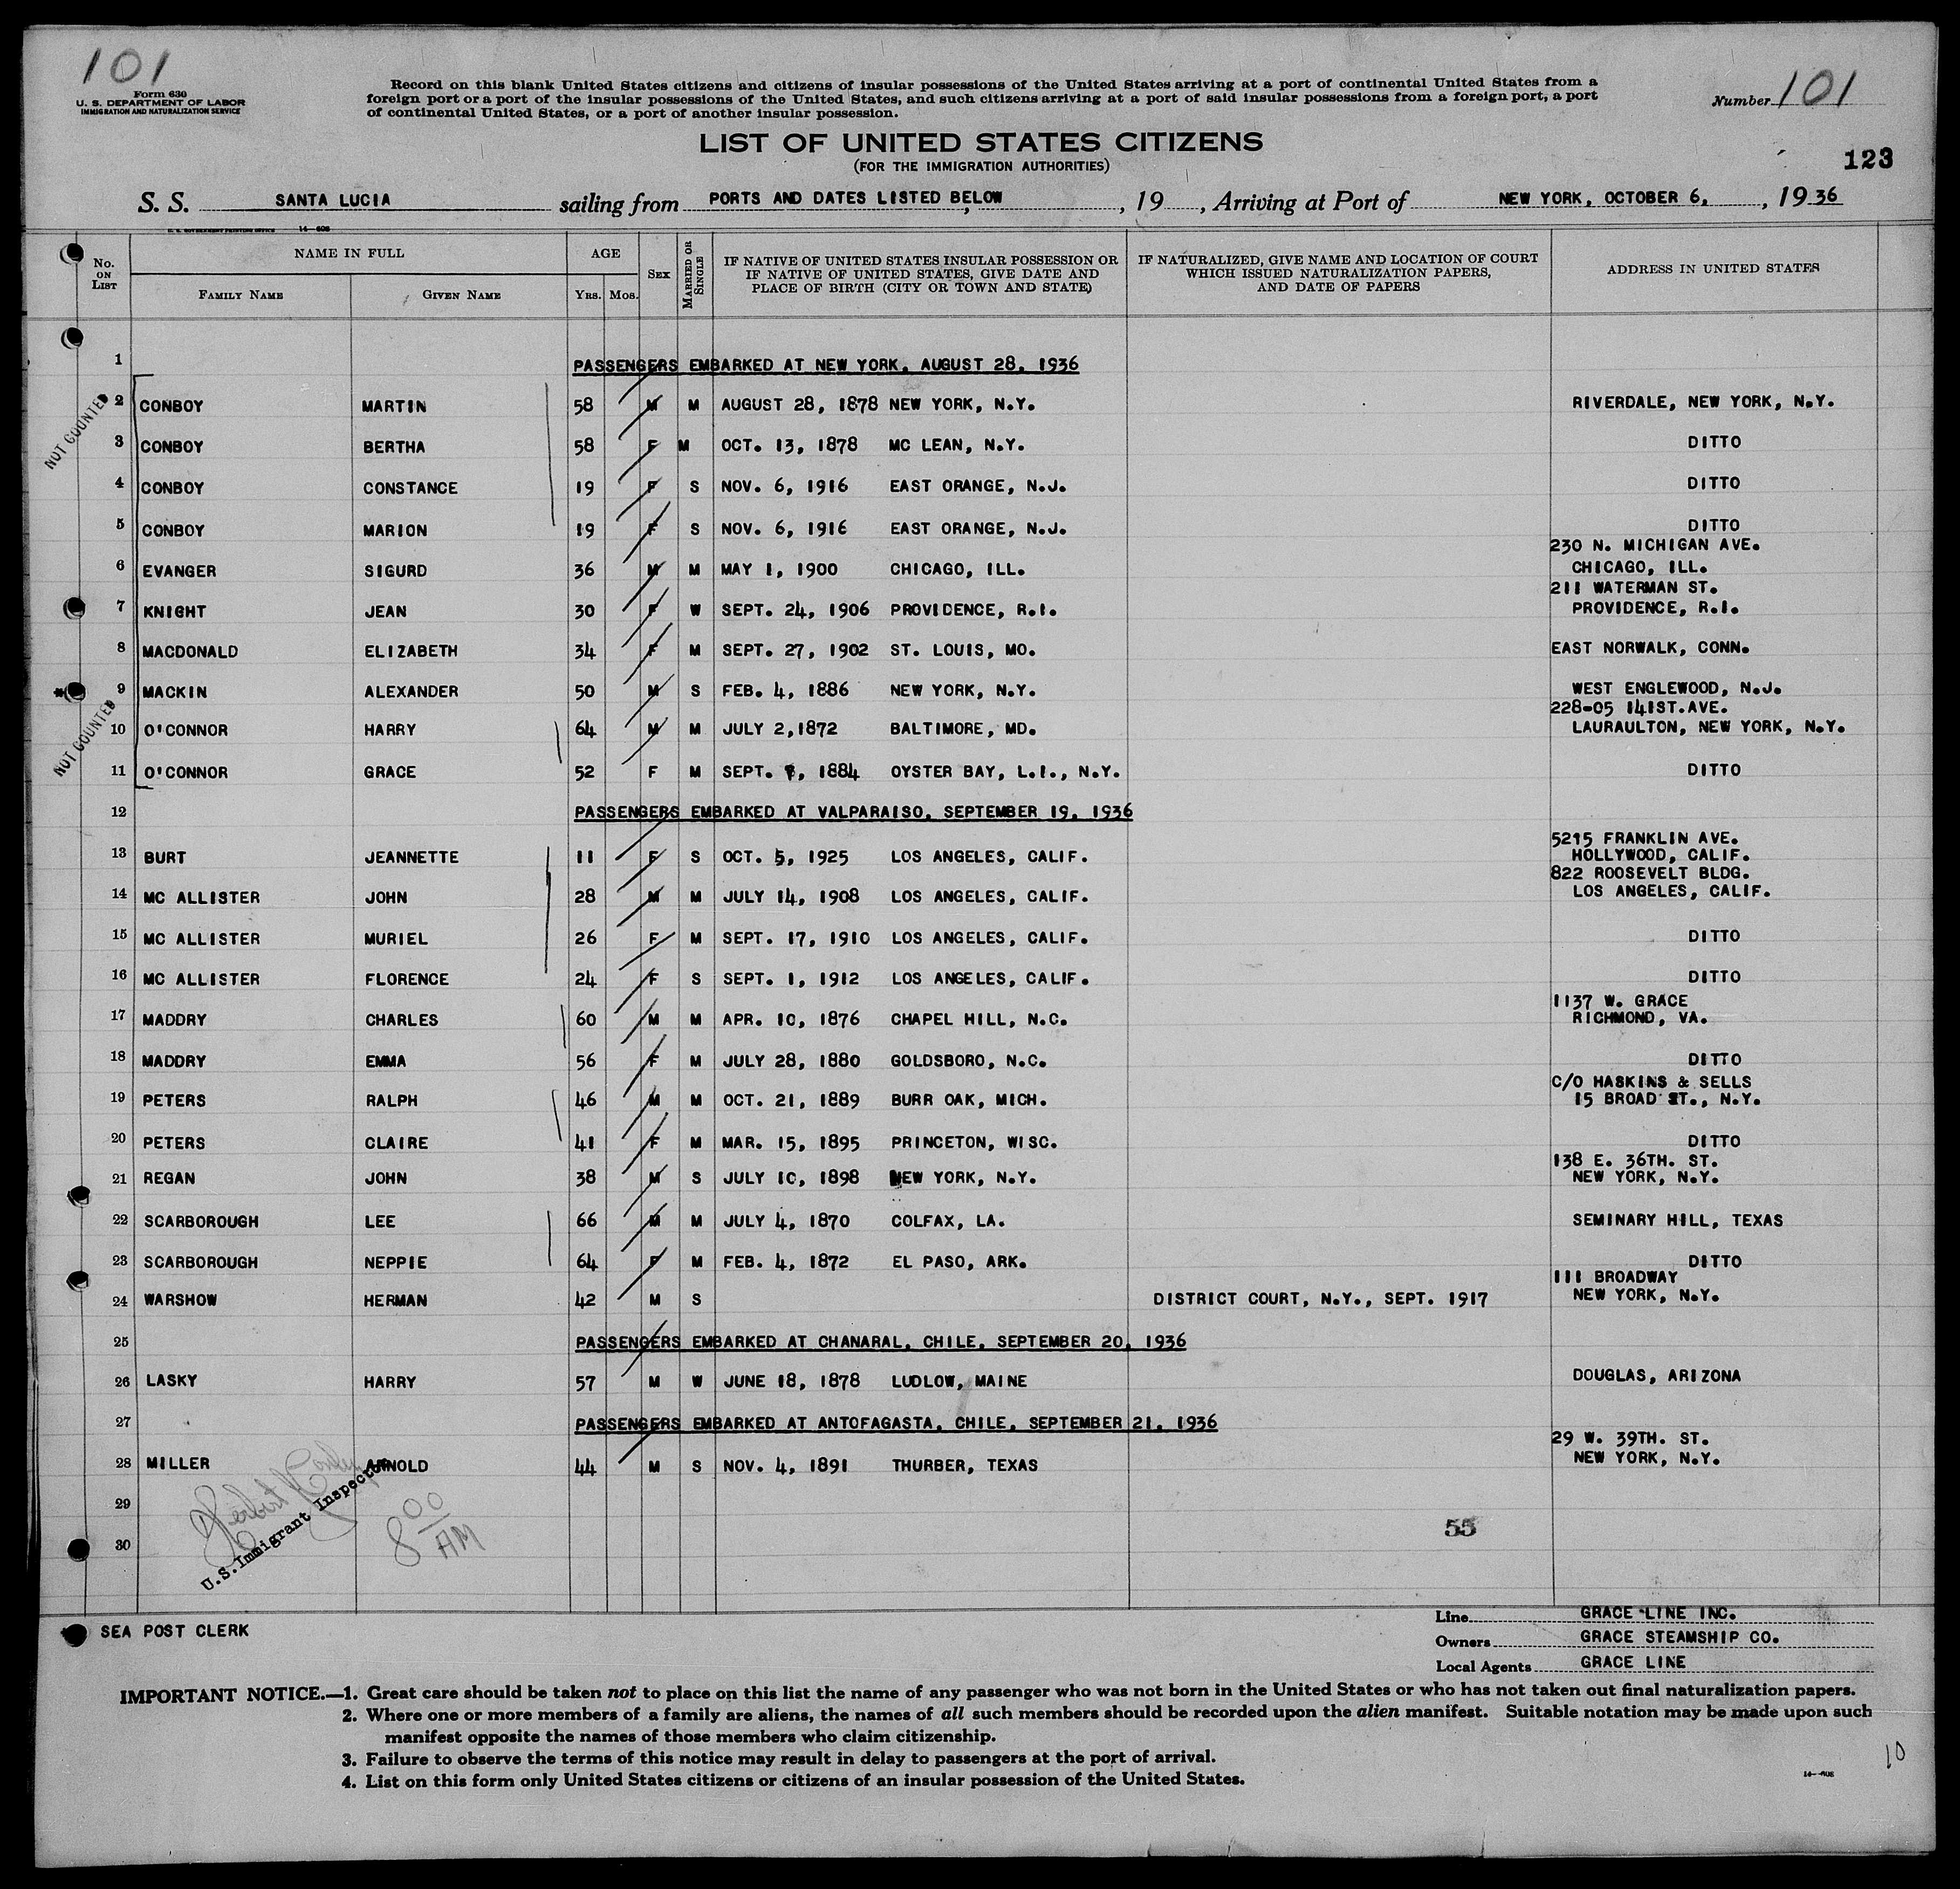 101
Form 630
U. S. DEPARTMENT OF LABOR
IMMIGRATION AND NATURALIZATION SERVICE
Record on this blank United States citizens and citizens of insular possessions of the United States arriving at a port of continental United States from a
foreign port or a port of the insular possessions of the United States, and such citizens arriving at a port of said insular possessions from a foreign port, a port
of continental United States, or a port of another insular possession.
Number 101
LIST OF UNITED STATES CITIZENS
(FOR THE IMMIGRATION AUTHORITIES)
123
S. S. SANTA LUCIA sailing from PORTS AND DATES LISTED BELOW, 19 , Arriving at Port of NEW YORK, OCTOBER 6, , 1936
U. S. GOVERNMENT PRINTING OFFICE 14—608
No. ON LIST NAME IN FULL AGE SEX MARRIED OR SINGLE IF NATIVE OF UNITED STATES INSULAR POSSESSION OR IF NATIVE OF UNITED STATES, GIVE DATE AND PLACE OF BIRTH (CITY OR TOWN AND STATE) IF NATURALIZED, GIVE NAME AND LOCATION OF COURT WHICH ISSUED NATURALIZATION PAPERS, AND DATE OF PAPERS ADDRESS IN UNITED STATES
FAMILY NAME GIVEN NAME YRS. MOS.
1 PASSENGERS EMBARKED AT NEW YORK, AUGUST 28, 1936
NOT COUNTED
2 CONBOY MARTIN 58 M M AUGUST 28, 1878 NEW YORK, N.Y. RIVERDALE, NEW YORK, N.Y.
3 CONBOY BERTHA 58 F M OCT. 13, 1878 MC LEAN, N.Y. DITTO
4 CONBOY CONSTANCE 19 F S NOV. 6, 1916 EAST ORANGE, N.J. DITTO
5 CONBOY MARION 19 F S NOV. 6, 1916 EAST ORANGE, N.J. DITTO
230 N. MICHIGAN AVE.
6 EVANGER SIGURD 36 M M MAY 1, 1900 CHICAGO, ILL. CHICAGO, ILL.
211 WATERMAN ST.
7 KNIGHT JEAN 30 F W SEPT. 24, 1906 PROVIDENCE, R.I. PROVIDENCE, R.I.
8 MACDONALD ELIZABETH 34 F M SEPT. 27, 1902 ST. LOUIS, MO. EAST NORWALK, CONN.
9 MACKIN ALEXANDER 50 M S FEB. 4, 1886 NEW YORK, N.Y. WEST ENGLEWOOD, N.J.
NOT COUNTED
228-05 141ST.AVE.
10 O'CONNOR HARRY 64 M M JULY 2,1872 BALTIMORE, MD. LAURAULTON, NEW YORK, N.Y.
11 O'CONNOR GRACE 52 F M SEPT. , 1884 OYSTER BAY, L.I., N.Y. DITTO
12 PASSENGERS EMBARKED AT VALPARAISO, SEPTEMBER 19, 1936
5215 FRANKLIN AVE.
13 BURT JEANNETTE 11 F S OCT. 5, 1925 LOS ANGELES, CALIF. HOLLYWOOD, CALIF.
822 ROOSEVELT BLDG.
14 MC ALLISTER JOHN 28 M M JULY 14, 1908 LOS ANGELES, CALIF. LOS ANGELES, CALIF.
15 MC ALLISTER MURIEL 26 F M SEPT. 17, 1910 LOS ANGELES, CALIF. DITTO
16 MC ALLISTER FLORENCE 24 F S SEPT. 1, 1912 LOS ANGELES, CALIF. DITTO
1137 W. GRACE
17 MADDRY CHARLES 60 M M APR. 10, 1876 CHAPEL HILL, N.C. RICHMOND, VA.
18 MADDRY EMMA 56 F M JULY 28, 1880 GOLDSBORO, N.C. DITTO
C/O HASKINS & SELLS
19 PETERS RALPH 46 M M OCT. 21, 1889 BURR OAK, MICH. 15 BROAD ST., N.Y.
20 PETERS CLAIRE 41 F M MAR. 15, 1895 PRINCETON, WISC. DITTO
138 E. 36TH. ST.
21 REGAN JOHN 38 M S JULY 10, 1898 NEW YORK, N.Y. NEW YORK, N.Y.
22 SCARBOROUGH LEE 66 M M JULY 4, 1870 COLFAX, LA. SEMINARY HILL, TEXAS
23 SCARBOROUGH NEPPIE 64 F M FEB. 4, 1872 EL PASO, ARK. DITTO
111 BROADWAY
24 WARSHOW HERMAN 42 M S DISTRICT COURT, N.Y., SEPT. 1917 NEW YORK, N.Y.
25 PASSENGERS EMBARKED AT CHANARAL, CHILE, SEPTEMBER 20, 1936
26 LASKY HARRY 57 M W JUNE 18, 1878 LUDLOW, MAINE DOUGLAS, ARIZONA
27 PASSENGERS EMBARKED AT ANTOFAGASTA, CHILE, SEPTEMBER 21, 1936
29 W. 39TH. ST.
28 MILLER ARNOLD 44 M S NOV. 4, 1891 THURBER, TEXAS NEW YORK, N.Y.
29
30
Herbert
U.S.Immigrant Inspector
8 00 AM
55
SEA POST CLERK
Line GRACE LINE INC.
Owners GRACE STEAMSHIP CO.
Local Agents GRACE LINE
IMPORTANT NOTICE.—1. Great care should be taken not to place on this list the name of any passenger who was not born in the United States or who has not taken out final naturalization papers.
2. Where one or more members of a family are aliens, the names of all such members should be recorded upon the alien manifest. Suitable notation may be made upon such
manifest opposite the names of those members who claim citizenship.
3. Failure to observe the terms of this notice may result in delay to passengers at the port of arrival.
4. List on this form only United States citizens or citizens of an insular possession of the United States.
14—608
10